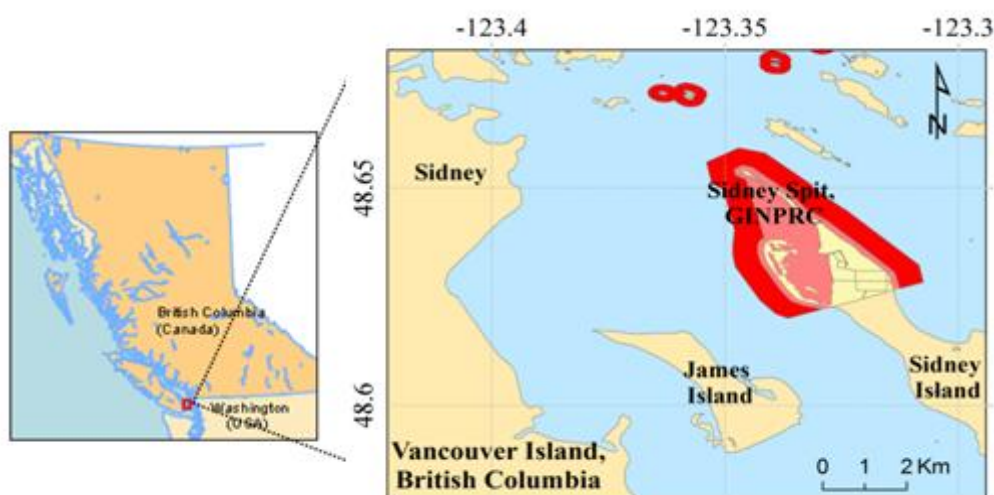 -123.4 -123.35 -123.3
48.65
48.6
N
Sidney
Sidney Spit,
GINPRC
British Columbia
(Canada)
Washington
(USA)
James
Island
Sidney
Island
Vancouver Island,
British Columbia
0 1 2 Km